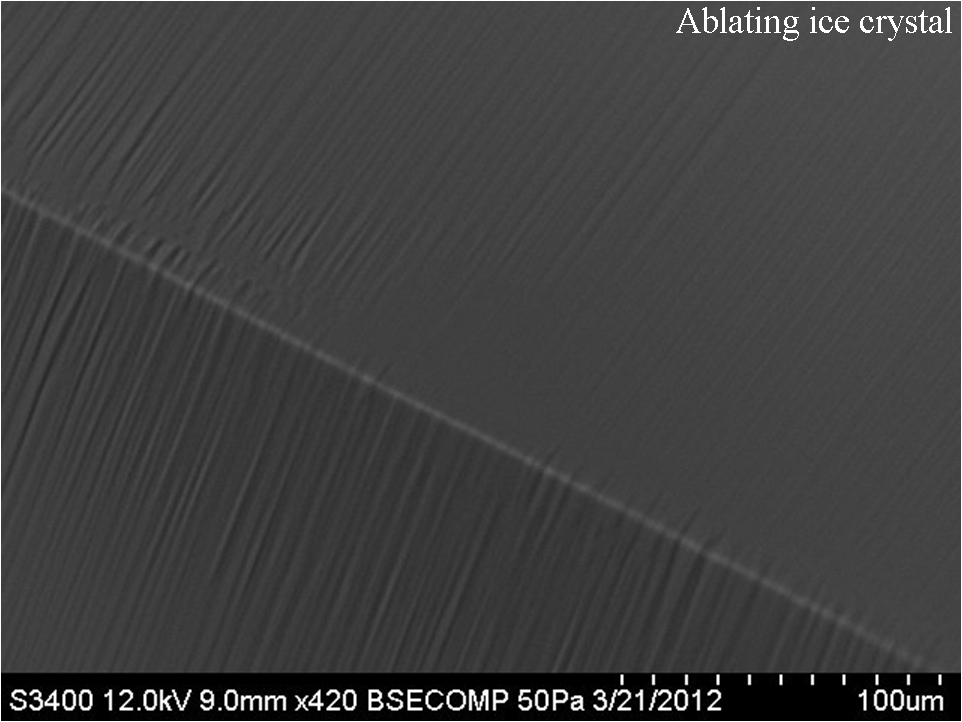 Ablating ice crystal
S3400 12.0kV 9.0mm x420 BSECOMP 50Pa 3/21/2012 100um